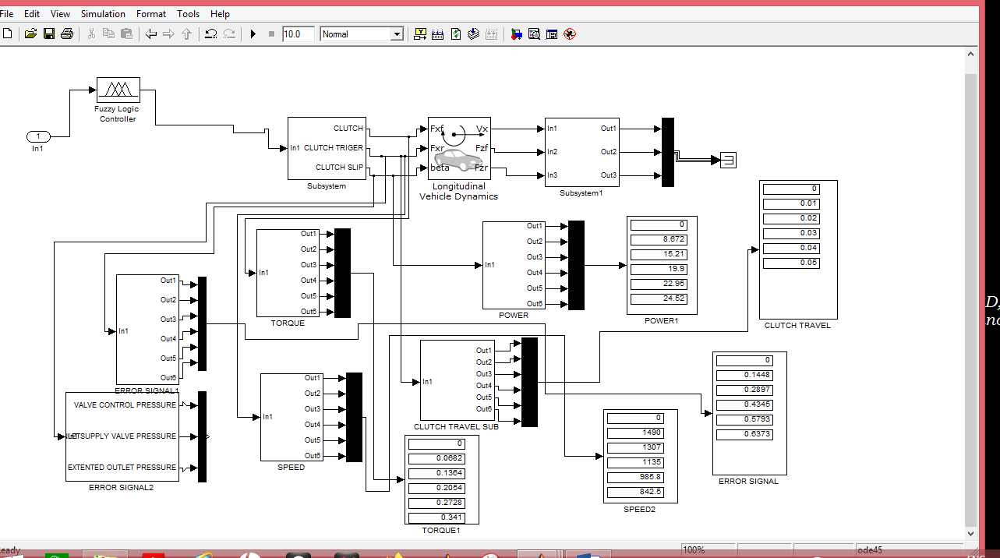 File Edit View Simulation Format Tools Help
10.0 Normal
Fuzzy Logic
Controller
1
In1
In1
CLUTCH
CLUTCH TRIGER
CLUTCH SLIP
Subsystem
Fxf
Fxr
beta
Vx
Fzf
Fzr
Longitudinal
Vehicle Dynamics
In1
In2
In3
Out1
Out2
Out3
Subsystem1
In1
Out1
Out2
Out3
Out4
Out5
Out6
TORQUE
In1
Out1
Out2
Out3
Out4
Out5
Out6
POWER
0
8.672
15.21
19.9
22.95
24.52
POWER1
0
0.01
0.02
0.03
0.04
0.05
CLUTCH TRAVEL
In1
Out1
Out2
Out3
Out4
Out5
Out6
ERROR SIGNAL1
VALVE CONTROL PRESSURE
SUPPLY VALVE PRESSURE
EXTENTED OUTLET PRESSURE
ERROR SIGNAL2
In1
Out1
Out2
Out3
Out4
Out5
Out6
SPEED
In1
Out1
Out2
Out3
Out4
Out5
Out6
CLUTCH TRAVEL SUB
0
0.0682
0.1364
0.2054
0.2728
0.341
TORQUE1
0
1490
1307
1135
985.8
842.5
SPEED2
0
0.1448
0.2897
0.4345
0.5793
0.6373
ERROR SIGNAL
D,
eady
100%
ode45